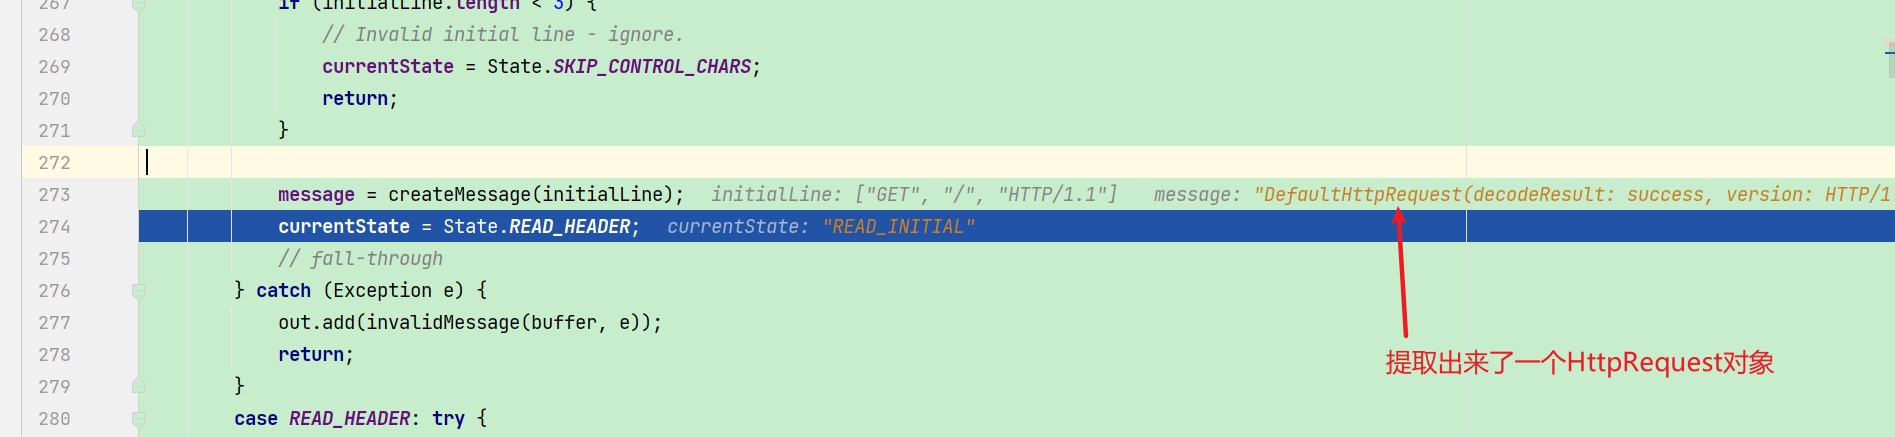 267 if (initialLine.length < 3) {
268 // Invalid initial line - ignore.
269 currentState = State.SKIP_CONTROL_CHARS;
270 return;
271 }
272
273 message = createMessage(initialLine); initialLine: ["GET", "/", "HTTP/1.1"] message: "DefaultHttpRequest(decodeResult: success, version: HTTP/1.
274 currentState = State.READ_HEADER; currentState: "READ_INITIAL"
275 // fall-through
276 } catch (Exception e) {
277 out.add(invalidMessage(buffer, e));
278 return;
提取出来了一个HttpRequest对象
279 }
280 case READ_HEADER: try {